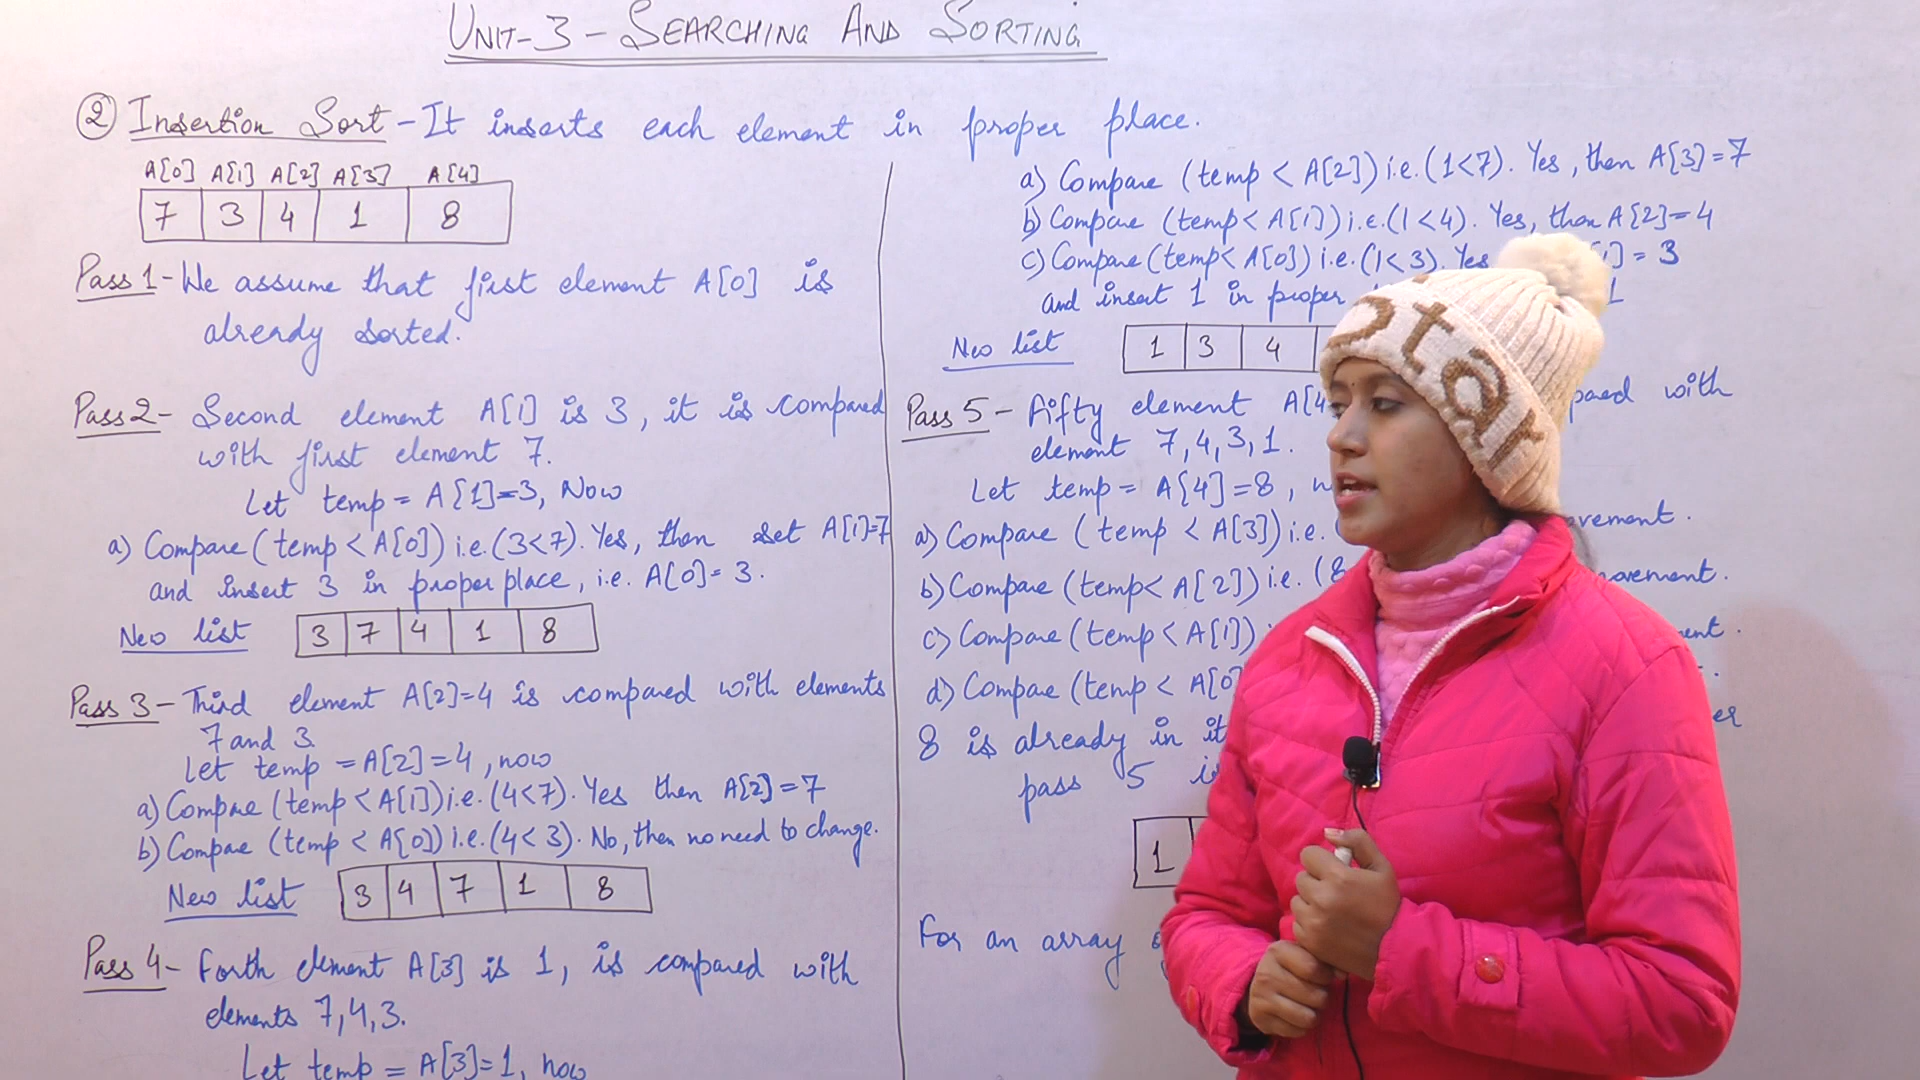 UNIT-3-SEARCHING AND SORTING
② Insertion Sort - It inserts each element in proper place.
A[0] A[1] A[2] A[3] A[4]
7 3 4 1 8
Pass 1 - We assume that first element A[0] is
already sorted.
Pass 2 - Second element A[1] is 3, it is compared
with first element 7.
Let temp = A[1]=3, Now
a) Compare (temp < A[0]) i.e. (3<7). Yes, then set A[1]=7
and insert 3 in proper place, i.e. A[0]= 3.
New list 3 7 4 1 8
Pass 3 - Third element A[2]=4 is compared with elements
7 and 3
Let temp = A[2]=4, now
a) Compare (temp < A[1]) i.e. (4<7). Yes then A[2]=7
b) Compare (temp < A[0]) i.e. (4<3). No, then no need to change.
New list 3 4 7 1 8
Pass 4 - Forth element A[3] is 1, is compared with
elements 7,4,3.
Let temp = A[3]=1, now
a) Compare (temp < A[2]) i.e. (1<7). Yes, then A[3]=7
b) Compare (temp < A[1]) i.e. (1<4). Yes, then A[2]=4
c) Compare (temp < A[0]) i.e. (1<3). Yes = 3
and insert 1 in proper 1
New list 1 3 4
Pass 5 - Fifty element A[4 with
element 7,4,3,1.
Let temp = A[4]=8,
a) Compare (temp < A[3]) i.e.
b) Compare (temp < A[2]) i.e. (8
c) Compare (temp < A[1])
d) Compare (temp < A[0
8 is already in
pass 5
1
For an array
star